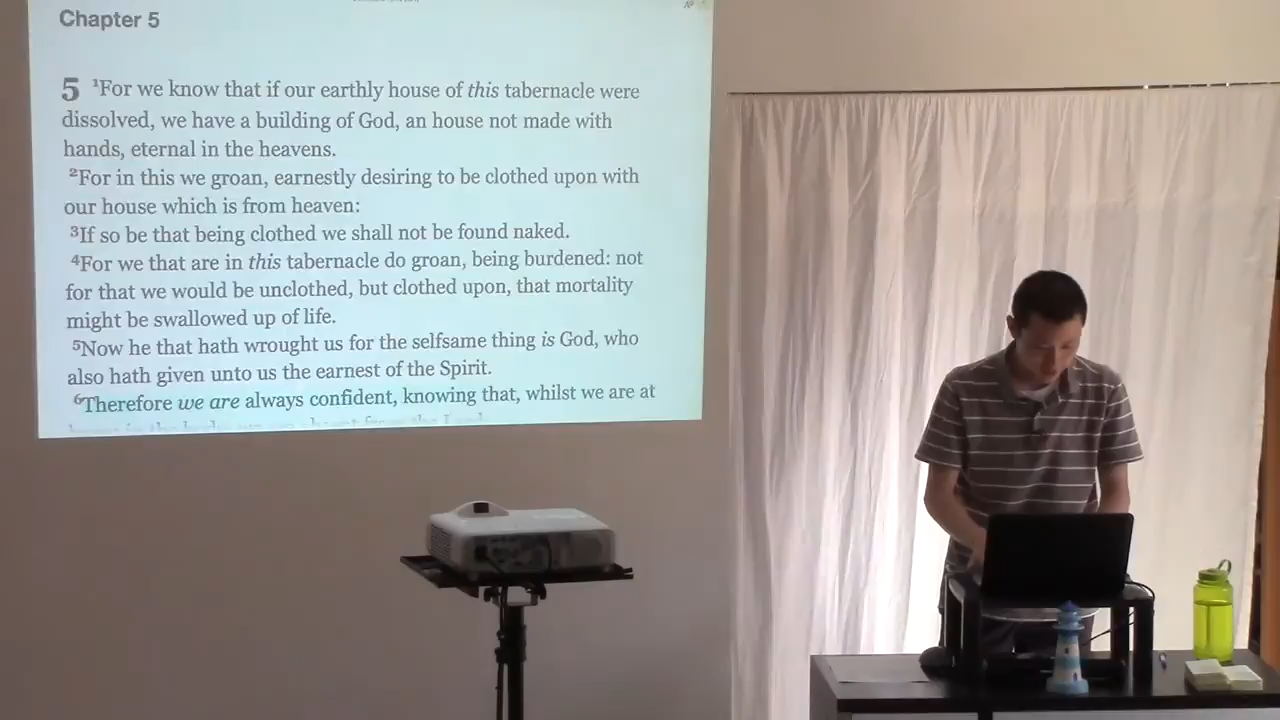 Chapter 5
5 ¹For we know that if our earthly house of this tabernacle were
dissolved, we have a building of God, an house not made with
hands, eternal in the heavens.
²For in this we groan, earnestly desiring to be clothed upon with
our house which is from heaven:
³If so be that being clothed we shall not be found naked.
⁴For we that are in this tabernacle do groan, being burdened: not
for that we would be unclothed, but clothed upon, that mortality
might be swallowed up of life.
⁵Now he that hath wrought us for the selfsame thing is God, who
also hath given unto us the earnest of the Spirit.
⁶Therefore we are always confident, knowing that, whilst we are at